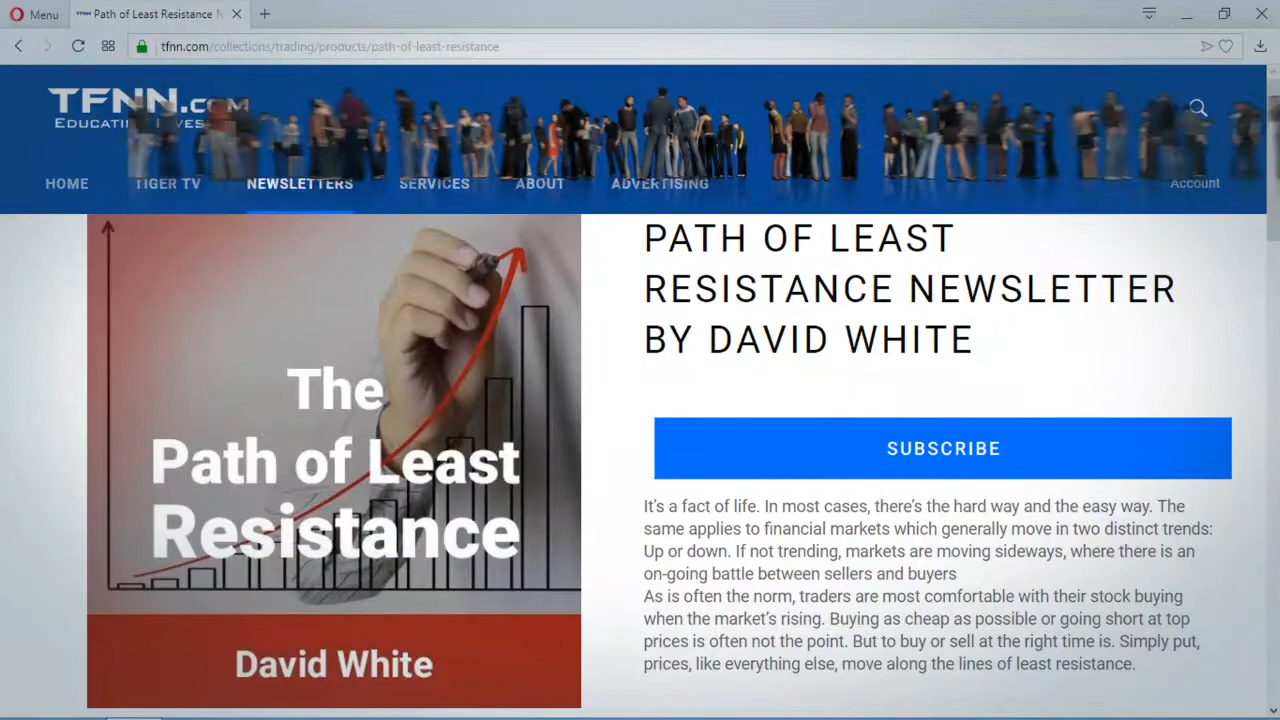 Menu
Path of Least Resistance N
tfnn.com/collections/trading/products/path-of-least-resistance
TFNN.COM
HOME
TIGER TV
NEWSLETTERS
SERVICES
ABOUT
ADVERTISING
Account
The
Path of Least
Resistance
David White
PATH OF LEAST
RESISTANCE NEWSLETTER
BY DAVID WHITE
SUBSCRIBE
It's a fact of life. In most cases, there's the hard way and the easy way. The
same applies to financial markets which generally move in two distinct trends:
Up or down. If not trending, markets are moving sideways, where there is an
on-going battle between sellers and buyers
As is often the norm, traders are most comfortable with their stock buying
when the market's rising. Buying as cheap as possible or going short at top
prices is often not the point. But to buy or sell at the right time is. Simply put,
prices, like everything else, move along the lines of least resistance.